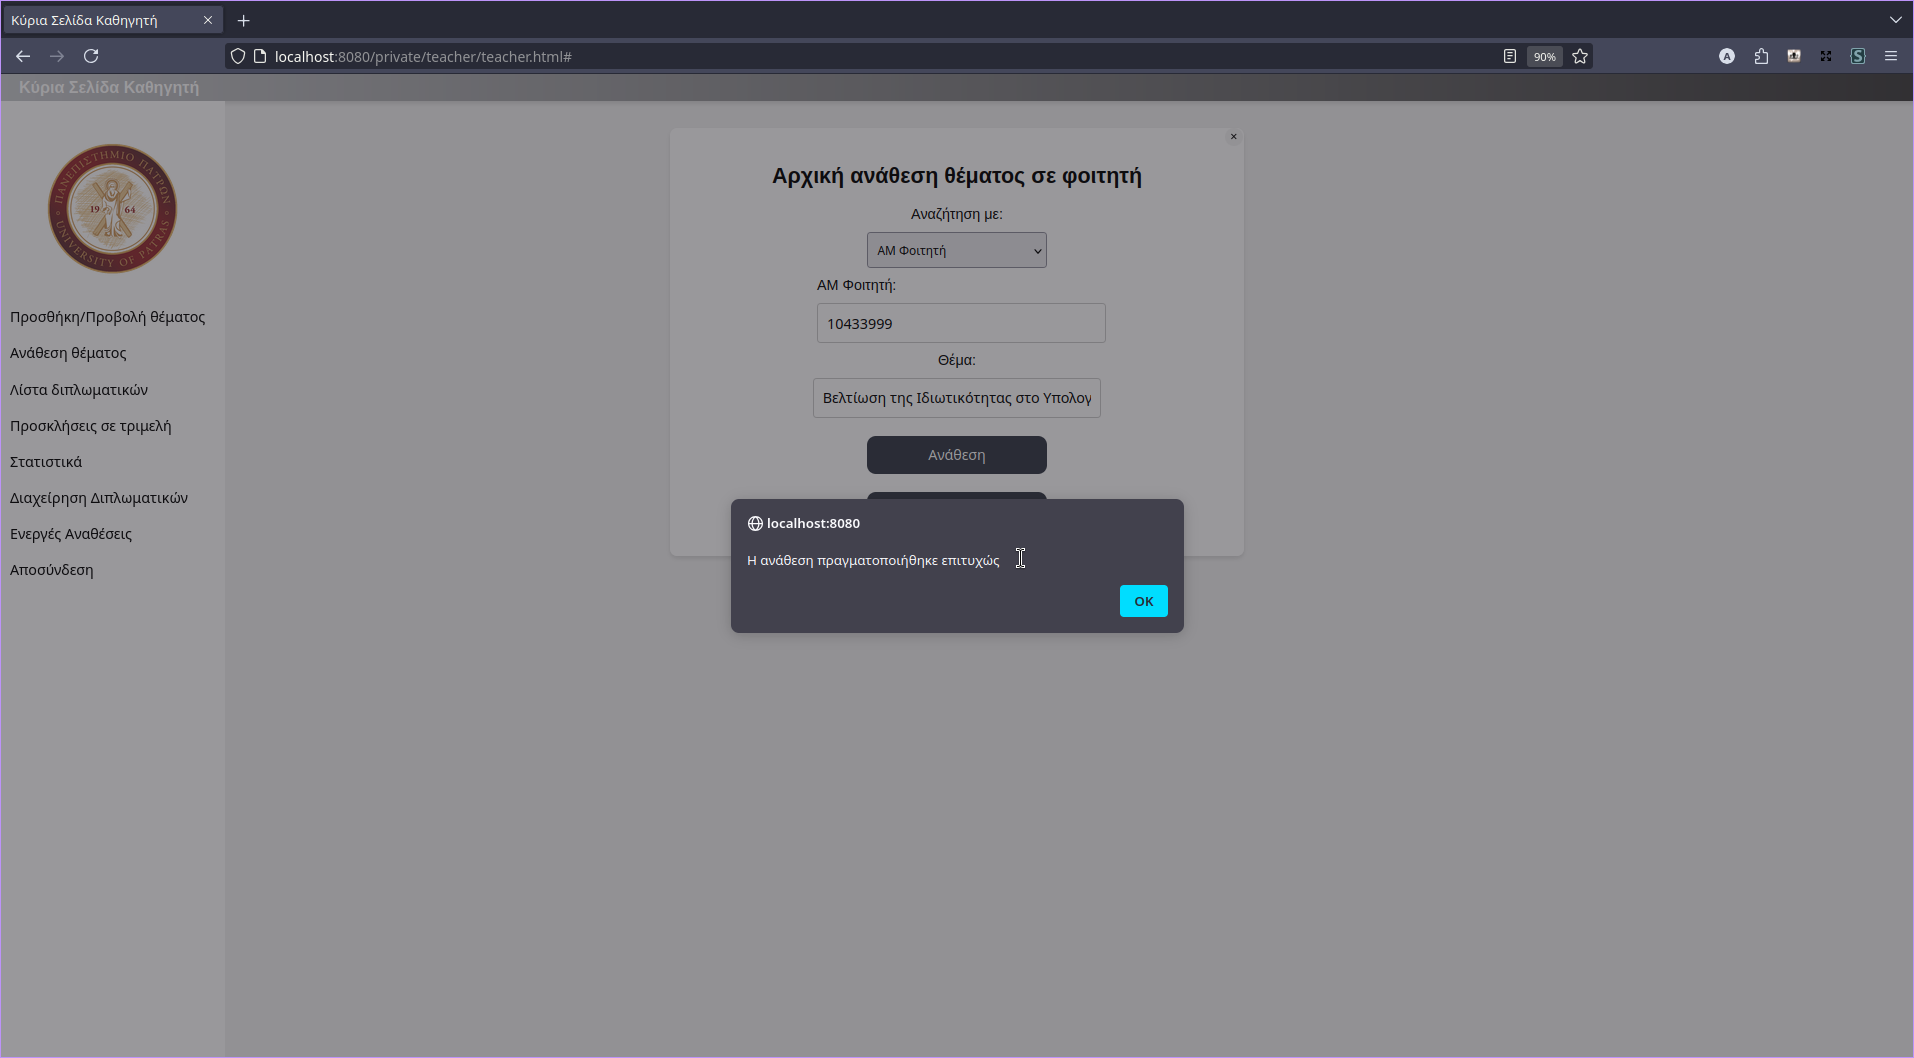 Κύρια Σελίδα Καθηγητή
localhost:8080/private/teacher/teacher.html#
90%
A
S
Κύρια Σελίδα Καθηγητή
ΠΑΝΕΠΙΣΤΗΜΙΟ ΠΑΤΡΩΝ
19 64
UNIVERSITY OF PATRAS
Προσθήκη/Προβολή θέματος
Ανάθεση θέματος
Λίστα διπλωματικών
Προσκλήσεις σε τριμελή
Στατιστικά
Διαχείρηση Διπλωματικών
Ενεργές Αναθέσεις
Αποσύνδεση
Αρχική ανάθεση θέματος σε φοιτητή
Αναζήτηση με:
ΑΜ Φοιτητή
ΑΜ Φοιτητή:
10433999
Θέμα:
Βελτίωση της Ιδιωτικότητας στο Υπολογ
Ανάθεση
localhost:8080
Η ανάθεση πραγματοποιήθηκε επιτυχώς
OK